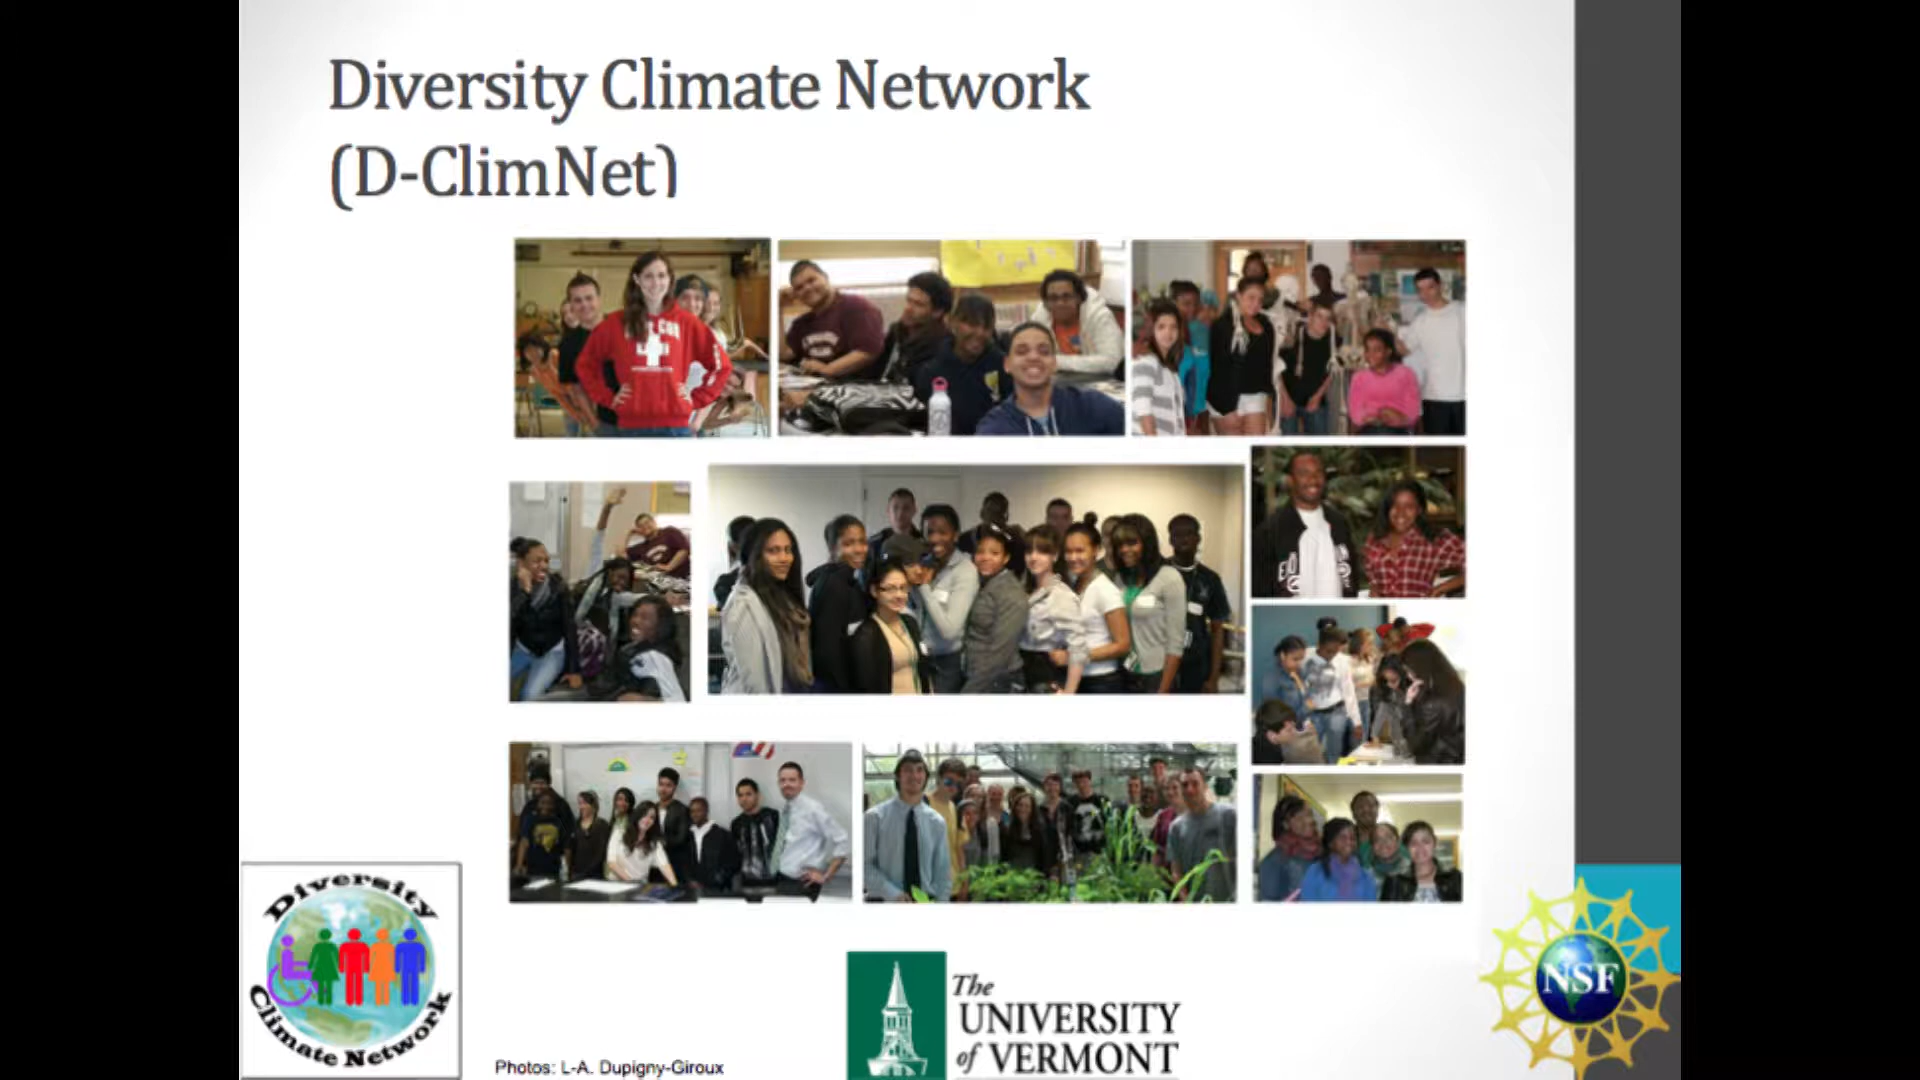 Diversity Climate Network
(D-ClimNet)
Diversity
Climate Network
Photos: L-A. Dupigny-Giroux
The
UNIVERSITY
of VERMONT
NSF